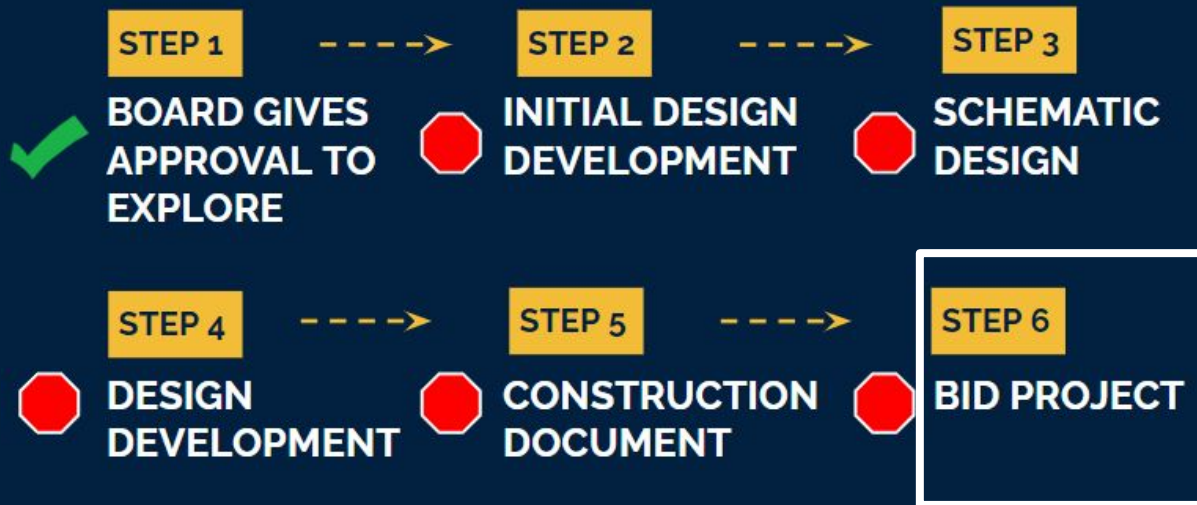 STEP 1
STEP 2
STEP 3
BOARD GIVES
APPROVAL TO
EXPLORE
INITIAL DESIGN
DEVELOPMENT
SCHEMATIC
DESIGN
STEP 4
STEP 5
STEP 6
DESIGN
DEVELOPMENT
CONSTRUCTION
DOCUMENT
BID PROJECT